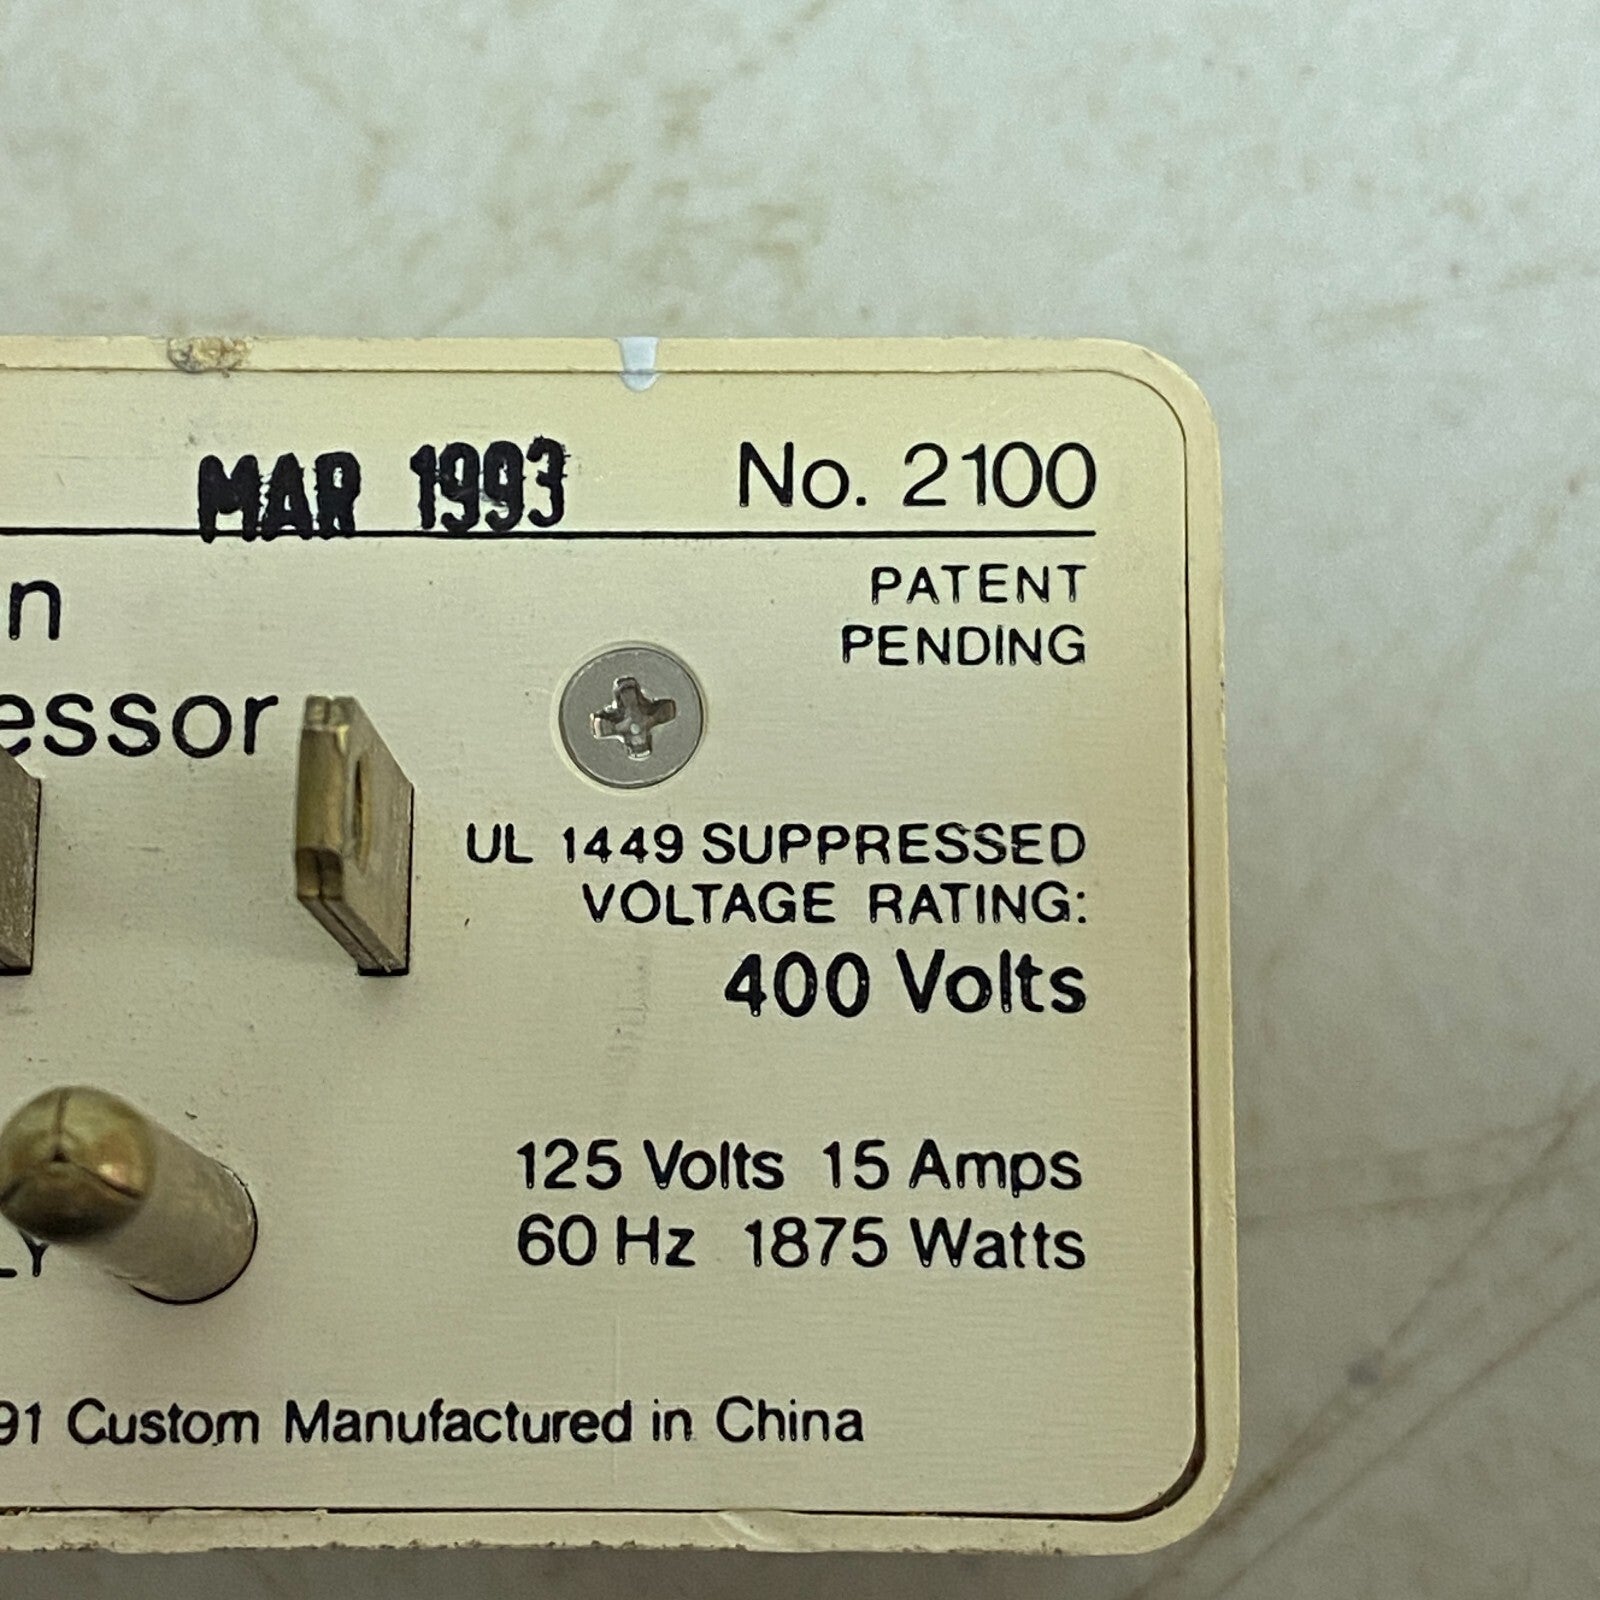 MAR 1993 No. 2100
PATENT
PENDING
n
essor
UL 1449 SUPPRESSED
VOLTAGE RATING:
400 Volts
125 Volts 15 Amps
60 Hz 1875 Watts
LY
91 Custom Manufactured in China